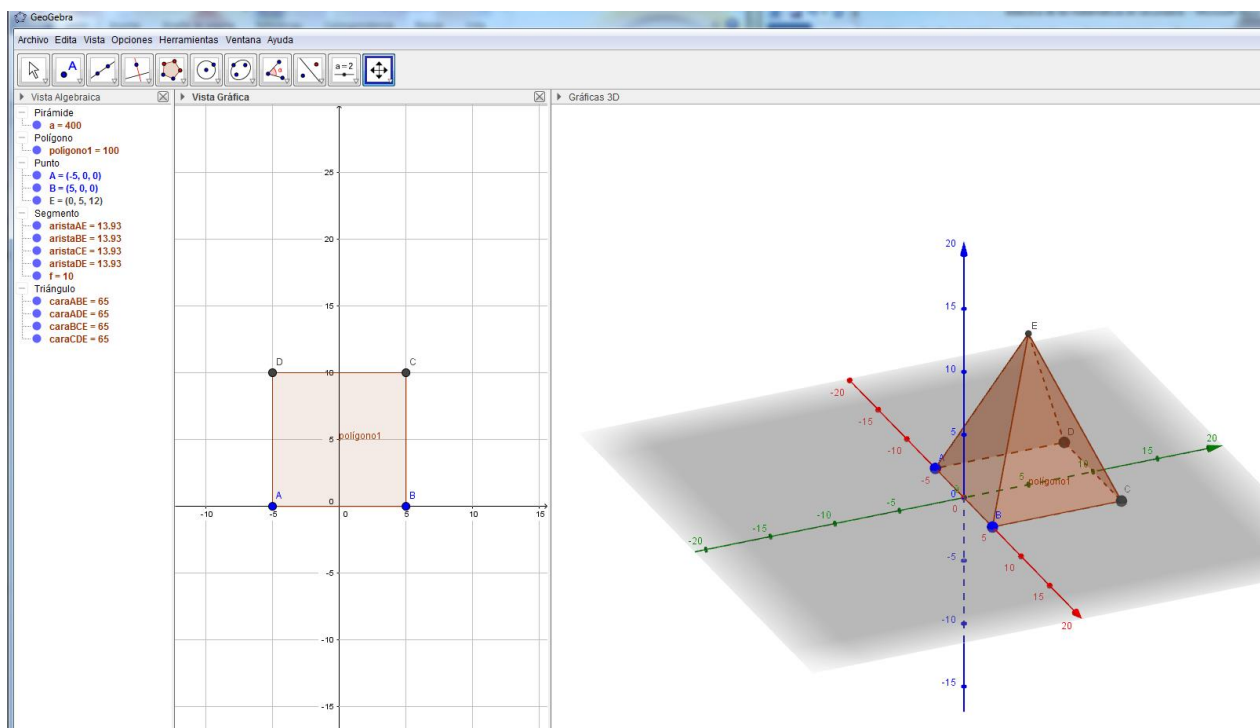 GeoGebra
Archivo Edita Vista Opciones Herramientas Ventana Ayuda
A
α
a=2
Vista Algebraica
Pirámide
a = 400
Polígono
polígono1 = 100
Punto
A = (-5, 0, 0)
B = (5, 0, 0)
E = (0, 5, 12)
Segmento
aristaAE = 13.93
aristaBE = 13.93
aristaCE = 13.93
aristaDE = 13.93
f = 10
Triángulo
caraABE = 65
caraADE = 65
caraBCE = 65
caraCDE = 65
Vista Gráfica
25
20
15
D
C
10
polígono1
5
A
B
0
-10
-5
0
5
10
15
-5
-10
-15
Gráficas 3D
20
15
E
10
-20
-15
5
-10
D
20
15
A
10
-5
5
polígono1
0
0
-5
C
B
-10
5
-15
-20
-5
10
15
-10
20
-15